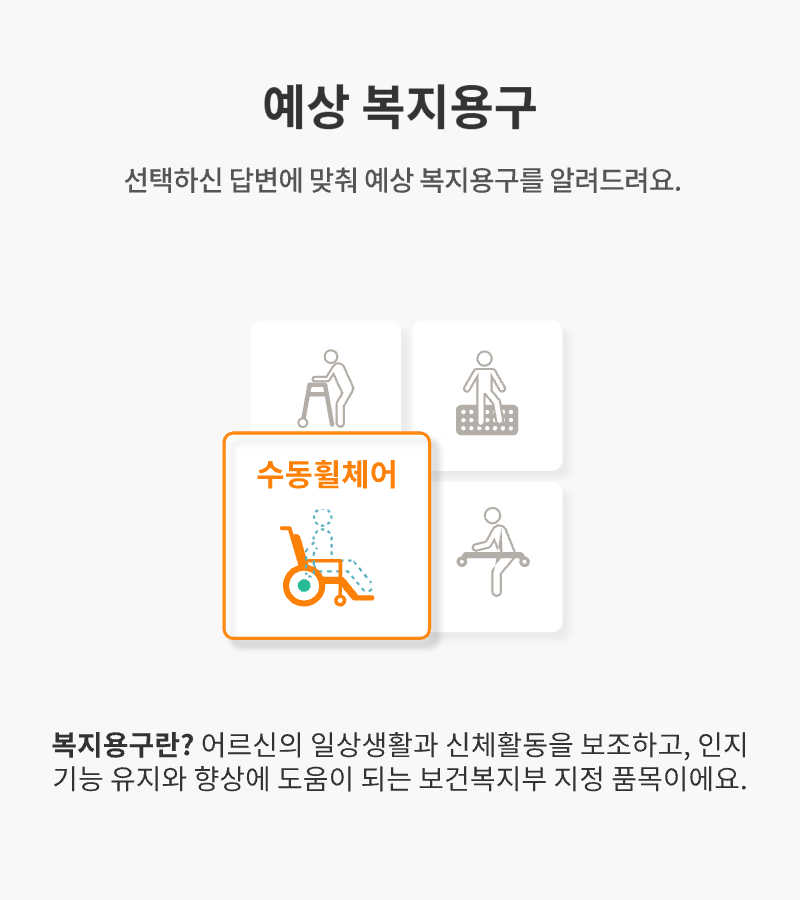 예상 복지용구
선택하신 답변에 맞춰 예상 복지용구를 알려드려요.
수동휠체어
복지용구란? 어르신의 일상생활과 신체활동을 보조하고, 인지
기능 유지와 향상에 도움이 되는 보건복지부 지정 품목이에요.